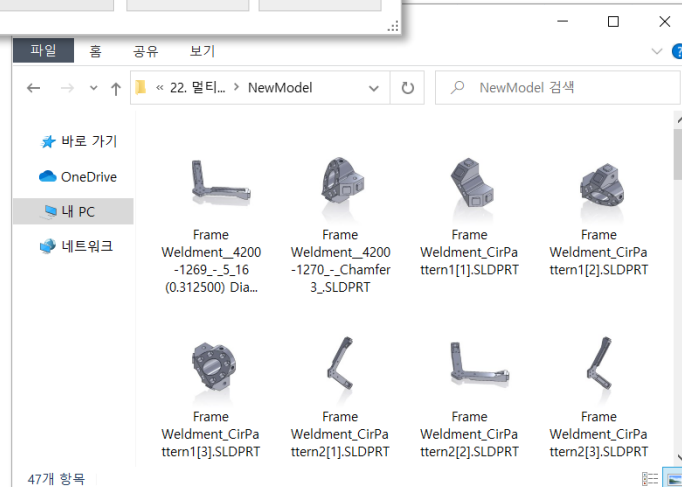 파일 홈 공유 보기
« 22. 멀티... > NewModel
NewModel 검색
바로 가기
OneDrive
내 PC
네트워크
Frame
Weldment__4200
-1269_-_5_16
(0.312500) Dia...
Frame
Weldment__4200
-1270_-_Chamfer
3_.SLDPRT
Frame
Weldment_CirPa
ttern1[1].SLDPRT
Frame
Weldment_CirPa
ttern1[2].SLDPRT
Frame
Weldment_CirPa
ttern1[3].SLDPRT
Frame
Weldment_CirPa
ttern2[1].SLDPRT
Frame
Weldment_CirPa
ttern2[2].SLDPRT
Frame
Weldment_CirPa
ttern2[3].SLDPRT
47개 항목